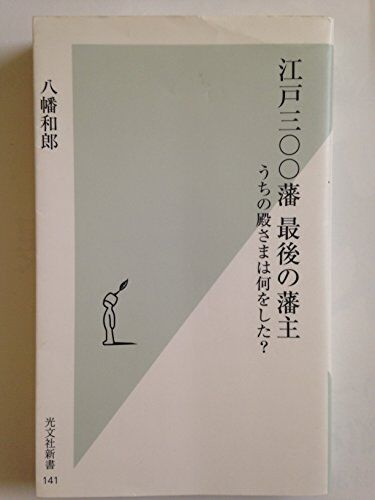 江戸三〇〇藩 最後の藩主
うちの殿さまは何をした?
八幡和郎
光文社新書
141